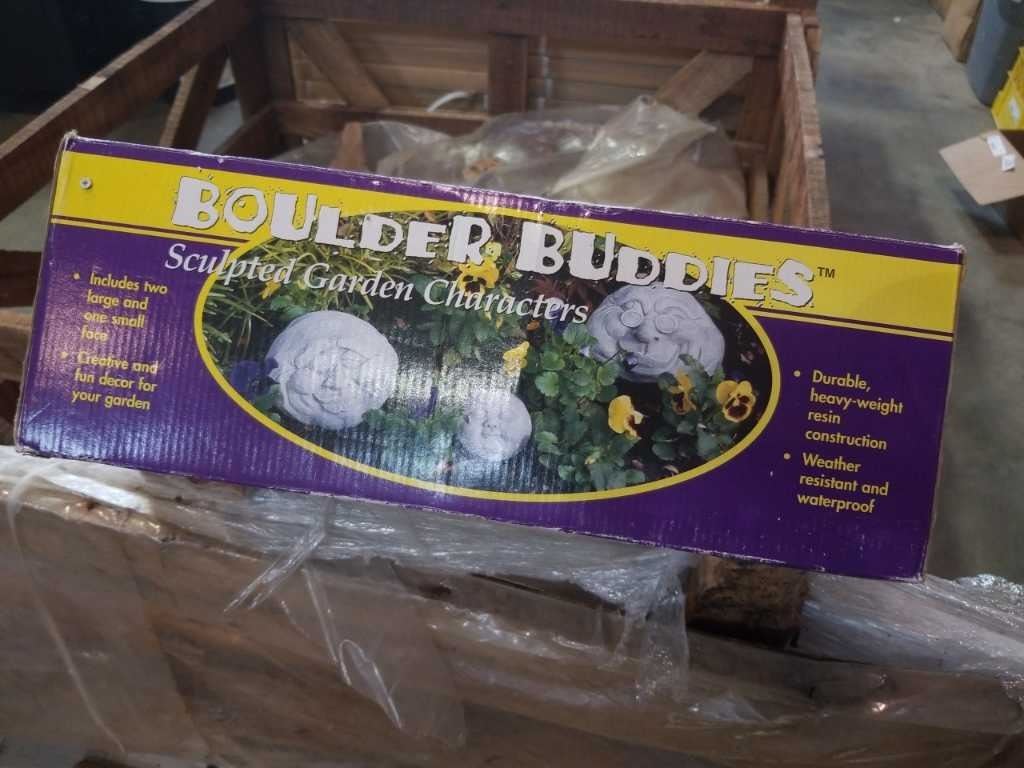 BOULDER BUDDIES™
Sculpted Garden Characters
• Includes two
large and
one small
face
• Creative and
fun decor for
your garden
• Durable,
heavy-weight
resin
construction
• Weather
resistant and
waterproof